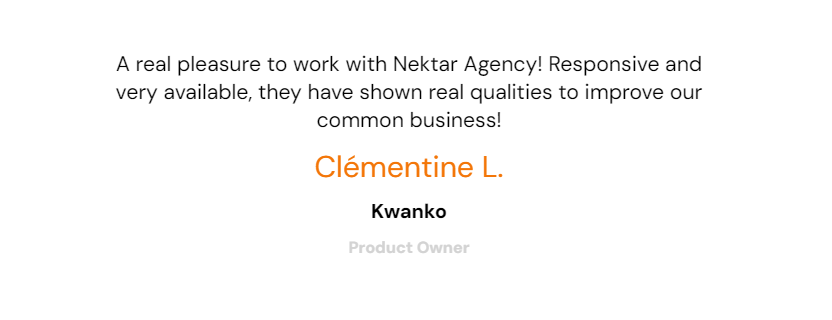 A real pleasure to work with Nektar Agency! Responsive and
very available, they have shown real qualities to improve our
common business!
Clémentine L.
Kwanko
Product Owner